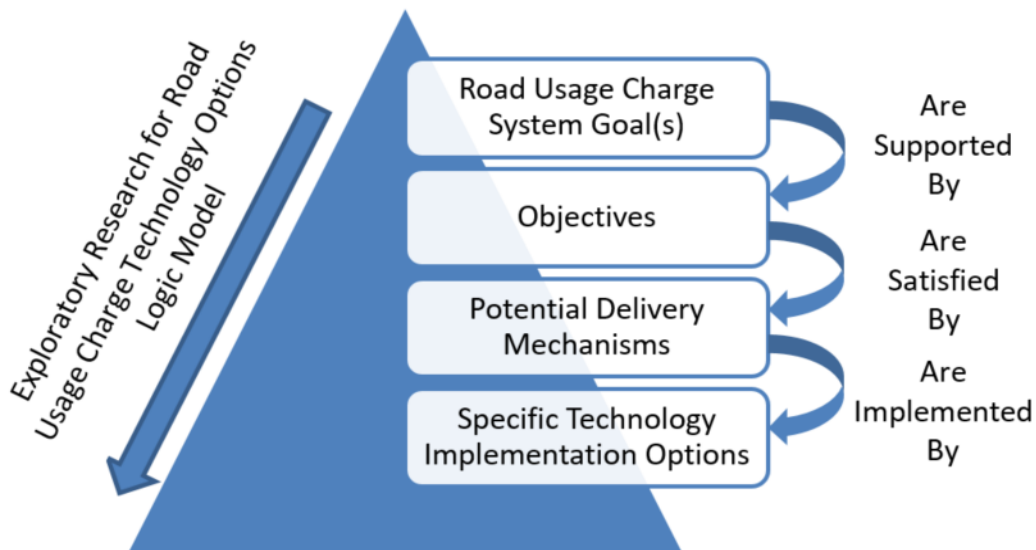 Exploratory Research for Road
Usage Charge Technology Options
Logic Model
Road Usage Charge
System Goal(s)
Are
Supported
By
Objectives
Are
Satisfied
By
Potential Delivery
Mechanisms
Are
Implemented
By
Specific Technology
Implementation Options